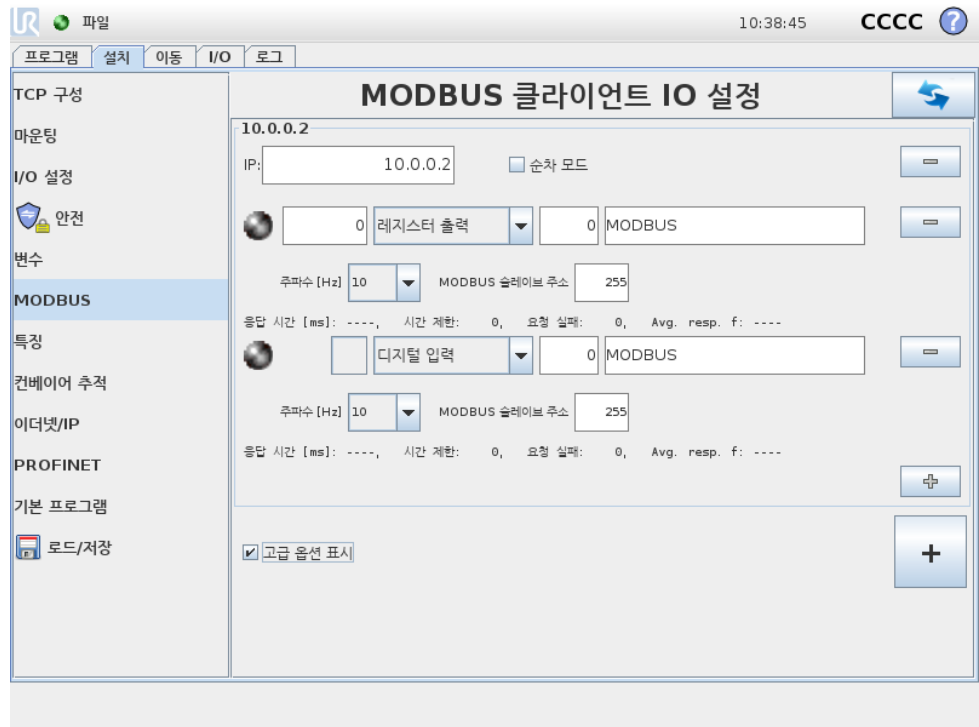 UR 파일 10:38:45 CCCC ?
프로그램 설치 이동 I/O 로그
TCP 구성
마운팅
I/O 설정
안전
변수
MODBUS
특징
컨베이어 추적
이더넷/IP
PROFINET
기본 프로그램
로드/저장
MODBUS 클라이언트 IO 설정
10.0.0.2
IP: 10.0.0.2 순차 모드
0 레지스터 출력 0 MODBUS
주파수 [Hz] 10 MODBUS 슬레이브 주소 255
응답 시간 [ms]: ----, 시간 제한: 0, 요청 실패: 0, Avg. resp. f: ----
디지털 입력 0 MODBUS
주파수 [Hz] 10 MODBUS 슬레이브 주소 255
응답 시간 [ms]: ----, 시간 제한: 0, 요청 실패: 0, Avg. resp. f: ----
고급 옵션 표시